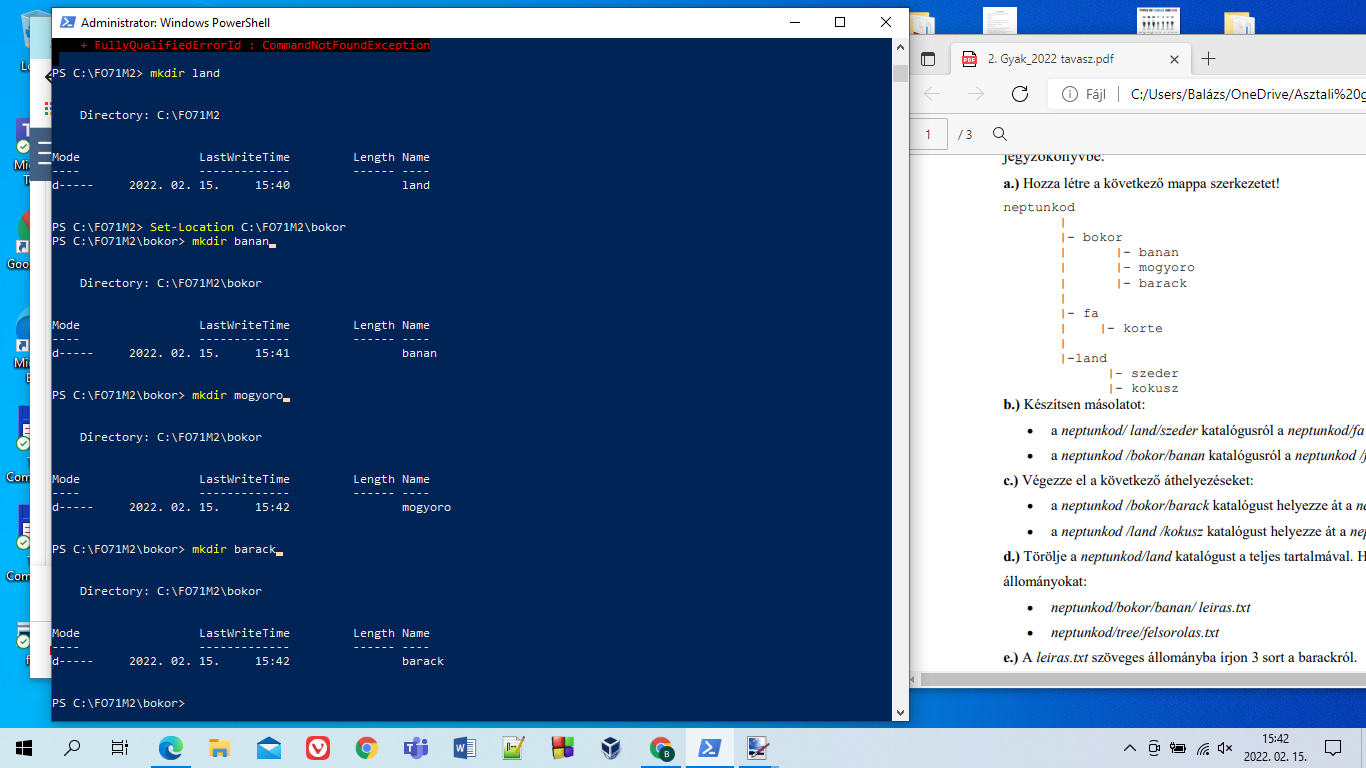 Administrator: Windows PowerShell
+ FullyQualifiedErrorId : CommandNotFoundException
PS C:\FO71M2> mkdir land
Directory: C:\FO71M2
Mode LastWriteTime Length Name
---- ------------- ------ ----
d----- 2022. 02. 15. 15:40 land
PS C:\FO71M2> Set-Location C:\FO71M2\bokor
PS C:\FO71M2\bokor> mkdir banan
Directory: C:\FO71M2\bokor
Mode LastWriteTime Length Name
---- ------------- ------ ----
d----- 2022. 02. 15. 15:41 banan
PS C:\FO71M2\bokor> mkdir mogyoro
Directory: C:\FO71M2\bokor
Mode LastWriteTime Length Name
---- ------------- ------ ----
d----- 2022. 02. 15. 15:42 mogyoro
PS C:\FO71M2\bokor> mkdir barack
Directory: C:\FO71M2\bokor
Mode LastWriteTime Length Name
---- ------------- ------ ----
d----- 2022. 02. 15. 15:42 barack
PS C:\FO71M2\bokor>
2. Gyak_2022 tavasz.pdf
Fájl C:/Users/Balázs/OneDrive/Asztali%20g
1 / 3
jegyzőkönyvbe.
a.) Hozza létre a következő mappa szerkezetet!
neptunkod
|
|- bokor
| |- banan
| |- mogyoro
| |- barack
|
|- fa
| |- korte
|
|-land
|- szeder
|- kokusz
b.) Készítsen másolatot:
• a neptunkod/ land/szeder katalógusról a neptunkod/fa
• a neptunkod /bokor/banan katalógusról a neptunkod /f
c.) Végezze el a következő áthelyezéseket:
• a neptunkod /bokor/barack katalógust helyezze át a ne
• a neptunkod /land /kokusz katalógust helyezze át a nep
d.) Törölje a neptunkod/land katalógust a teljes tartalmával. H
állományokat:
• neptunkod/bokor/banan/ leiras.txt
• neptunkod/tree/felsorolas.txt
e.) A leiras.txt szöveges állományba írjon 3 sort a barackról.
15:42
2022. 02. 15.